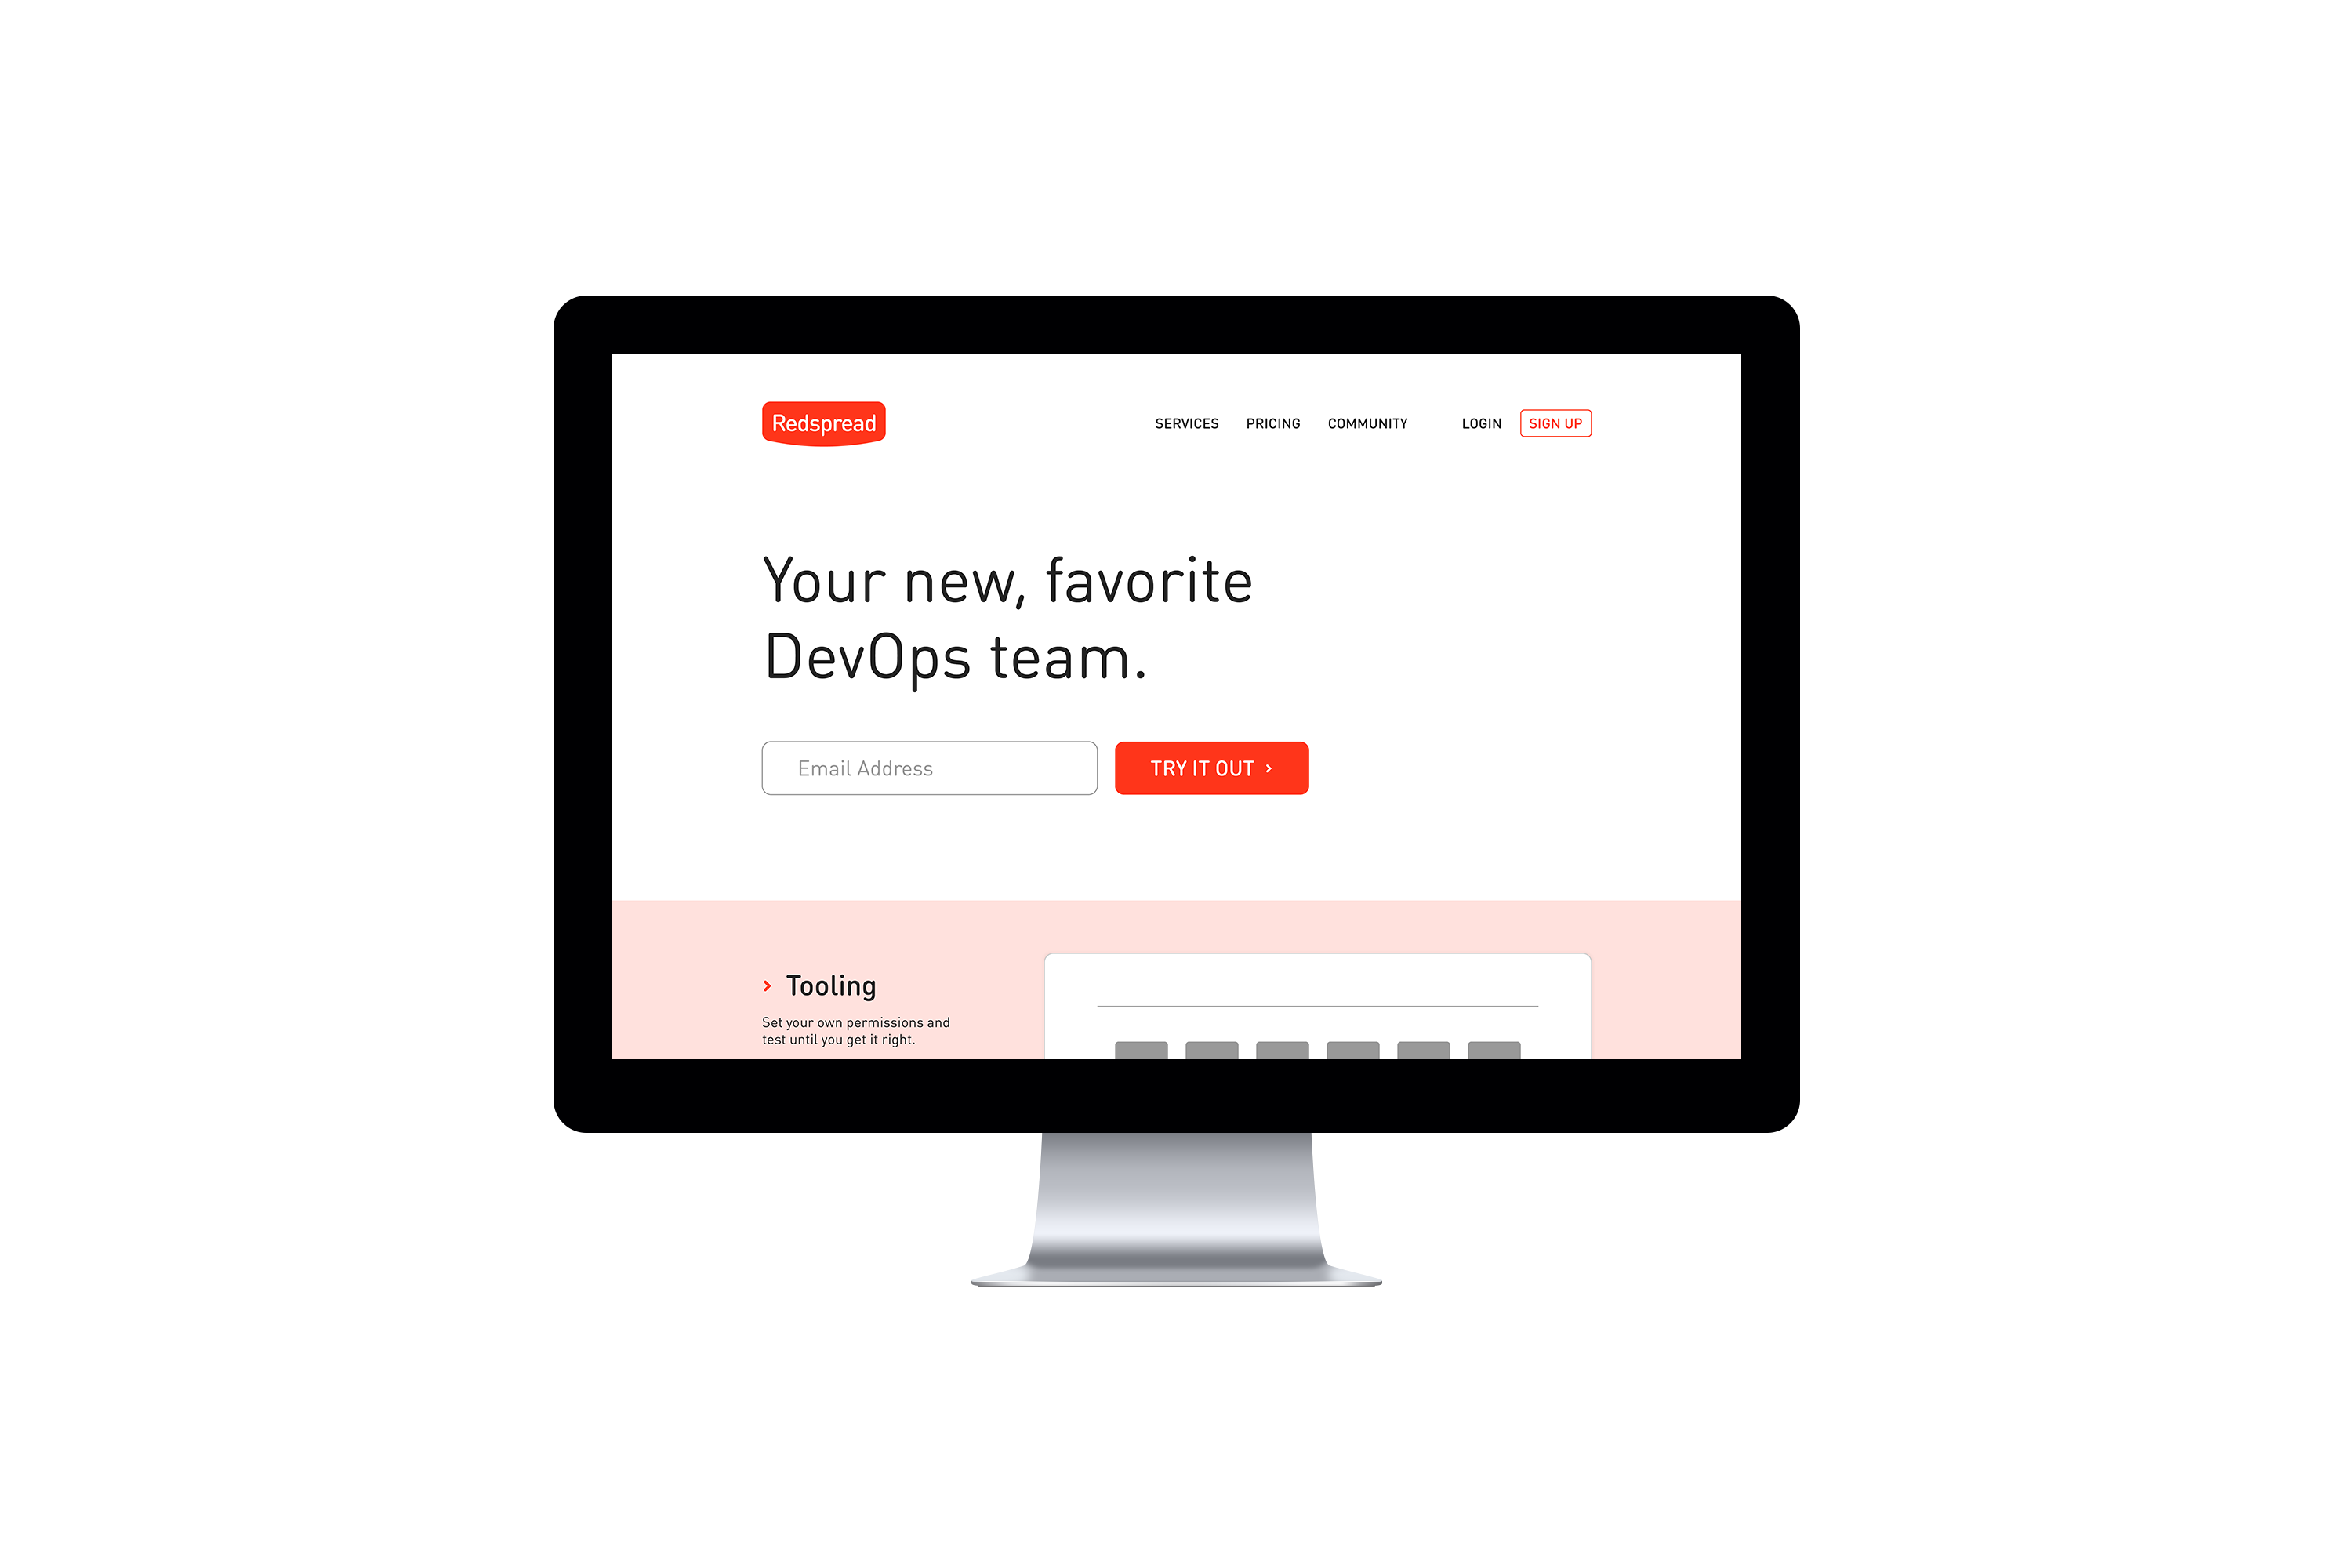 Redspread
SERVICES PRICING COMMUNITY LOGIN SIGN UP
Your new, favorite
DevOps team.
Email Address
TRY IT OUT ›
› Tooling
Set your own permissions and
test until you get it right.